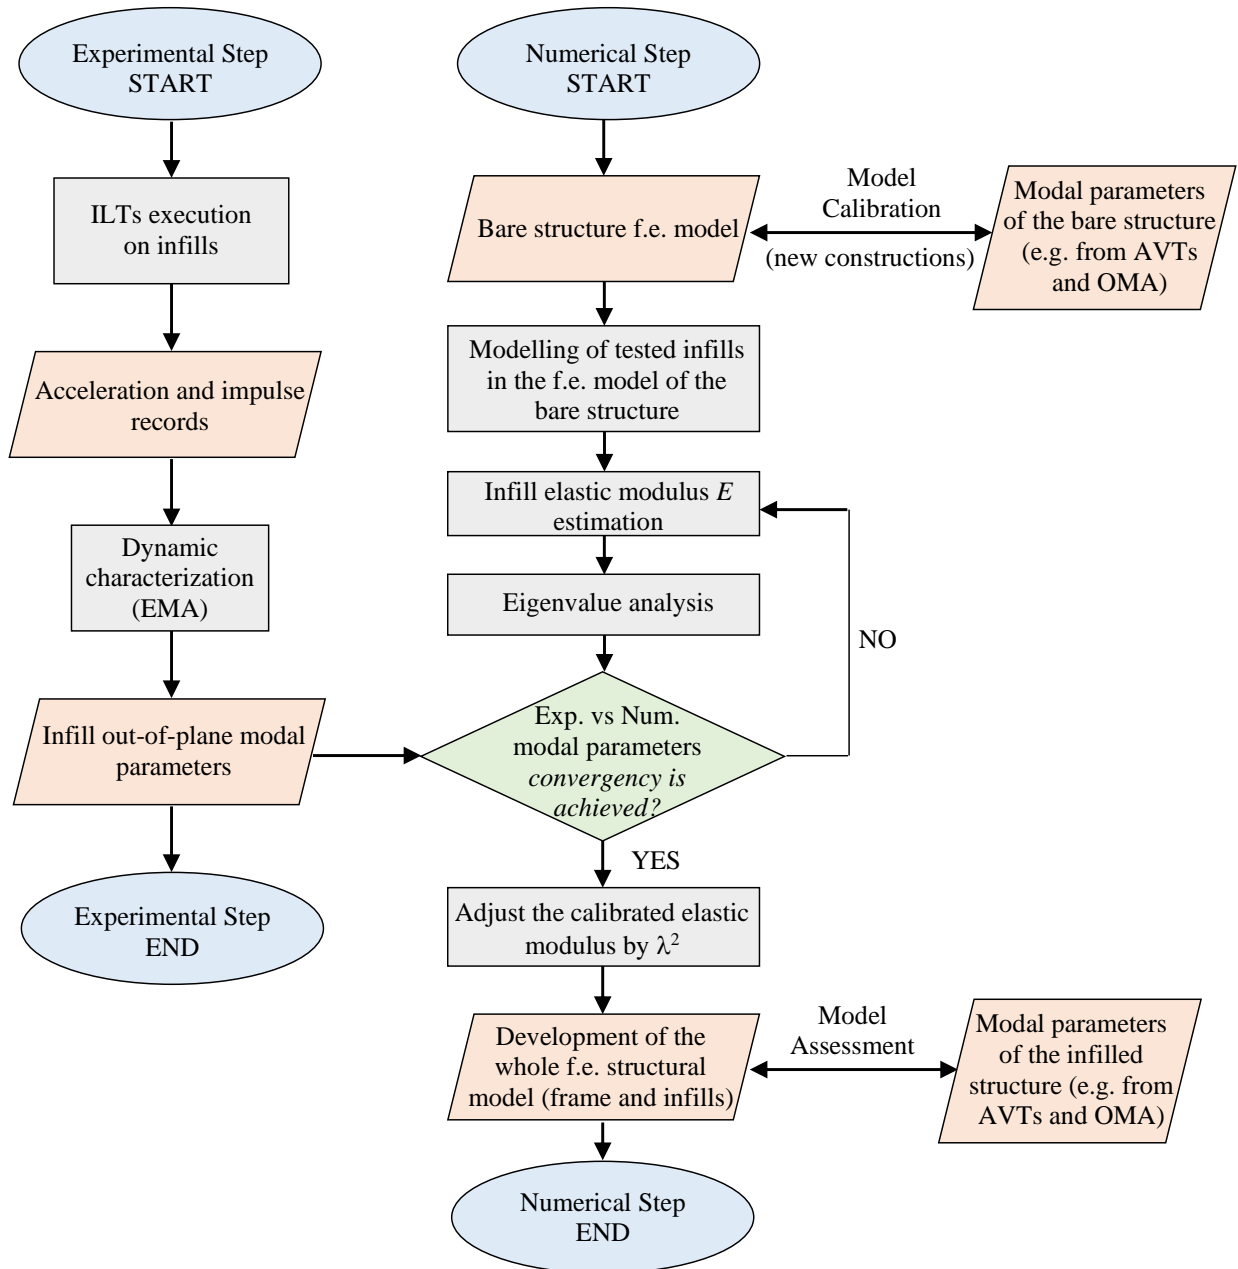 Experimental Step
START
ILTs execution
on infills
Acceleration and impulse
records
Dynamic
characterization
(EMA)
Infill out-of-plane modal
parameters
Experimental Step
END
Numerical Step
START
Bare structure f.e. model
Model
Calibration
(new constructions)
Modal parameters
of the bare structure
(e.g. from AVTs
and OMA)
Modelling of tested infills
in the f.e. model of the
bare structure
Infill elastic modulus E
estimation
Eigenvalue analysis
NO
Exp. vs Num.
modal parameters
convergency is
achieved?
YES
Adjust the calibrated elastic
modulus by λ²
Development of the
whole f.e. structural
model (frame and infills)
Model
Assessment
Modal parameters
of the infilled
structure (e.g. from
AVTs and OMA)
Numerical Step
END